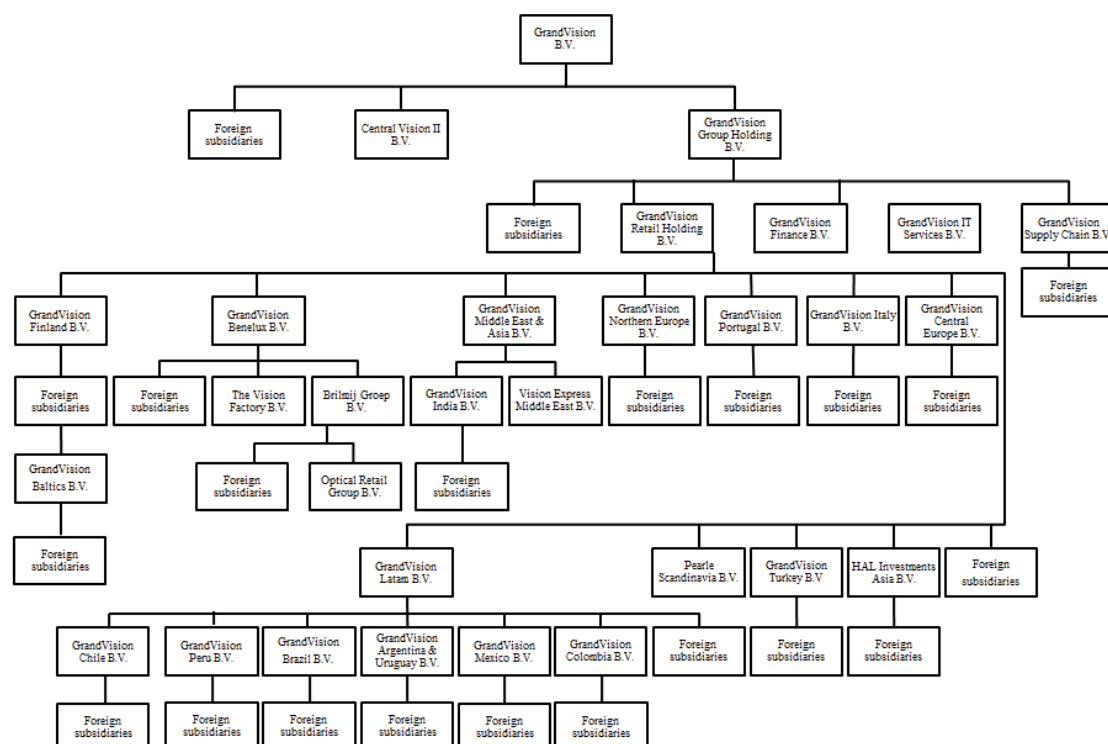 GrandVision
B.V.
Foreign
subsidiaries
Central Vision II
B.V.
GrandVision
Group Holding
B.V.
Foreign
subsidiaries
GrandVision
Retail Holding
B.V.
GrandVision
Finance B.V.
GrandVision IT
Services B.V.
GrandVision
Supply Chain B.V.
Foreign
subsidiaries
GrandVision
Finland B.V.
GrandVision
Benelux B.V.
GrandVision
Middle East &
Asia B.V.
GrandVision
Northern Europe
B.V.
GrandVision
Portugal B.V.
GrandVision Italy
B.V.
GrandVision
Central
Europe B.V.
Foreign
subsidiaries
Foreign
subsidiaries
The Vision
Factory B.V.
Brilmij Groep
B.V.
GrandVision
India B.V.
Vision Express
Middle East B.V.
Foreign
subsidiaries
Foreign
subsidiaries
Foreign
subsidiaries
Foreign
subsidiaries
GrandVision
Baltics B.V.
Foreign
subsidiaries
Optical Retail
Group B.V.
Foreign
subsidiaries
Foreign
subsidiaries
GrandVision
Latam B.V.
Pearle
Scandinavia B.V.
GrandVision
Turkey B.V
HAL Investments
Asia B.V.
Foreign
subsidiaries
GrandVision
Chile B.V.
GrandVision
Peru B.V.
GrandVision
Brazil B.V.
GrandVision
Argentina &
Uruguay B.V.
GrandVision
Mexico B.V.
GrandVision
Colombia B.V.
Foreign
subsidiaries
Foreign
subsidiaries
Foreign
subsidiaries
Foreign
subsidiaries
Foreign
subsidiaries
Foreign
subsidiaries
Foreign
subsidiaries
Foreign
subsidiaries
Foreign
subsidiaries